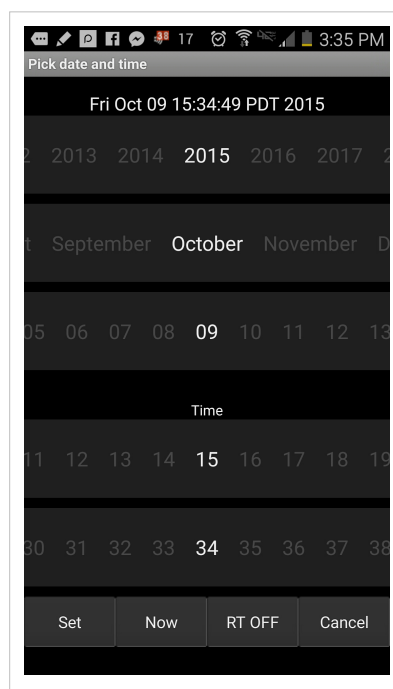 38 17 3:35 PM
Pick date and time
Fri Oct 09 15:34:49 PDT 2015
2 2013 2014 2015 2016 2017 2
t September October November D
05 06 07 08 09 10 11 12 13
Time
11 12 13 14 15 16 17 18 19
30 31 32 33 34 35 36 37 38
Set Now RT OFF Cancel